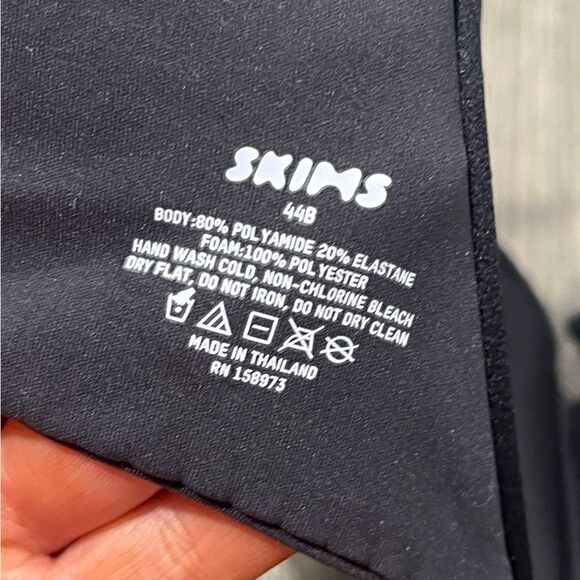 SKIMS
44B
BODY:80% POLYAMIDE 20% ELASTANE
FOAM:100% POLYESTER
HAND WASH COLD, NON-CHLORINE BLEACH
DRY FLAT, DO NOT IRON, DO NOT DRY CLEAN
MADE IN THAILAND
RN 158973